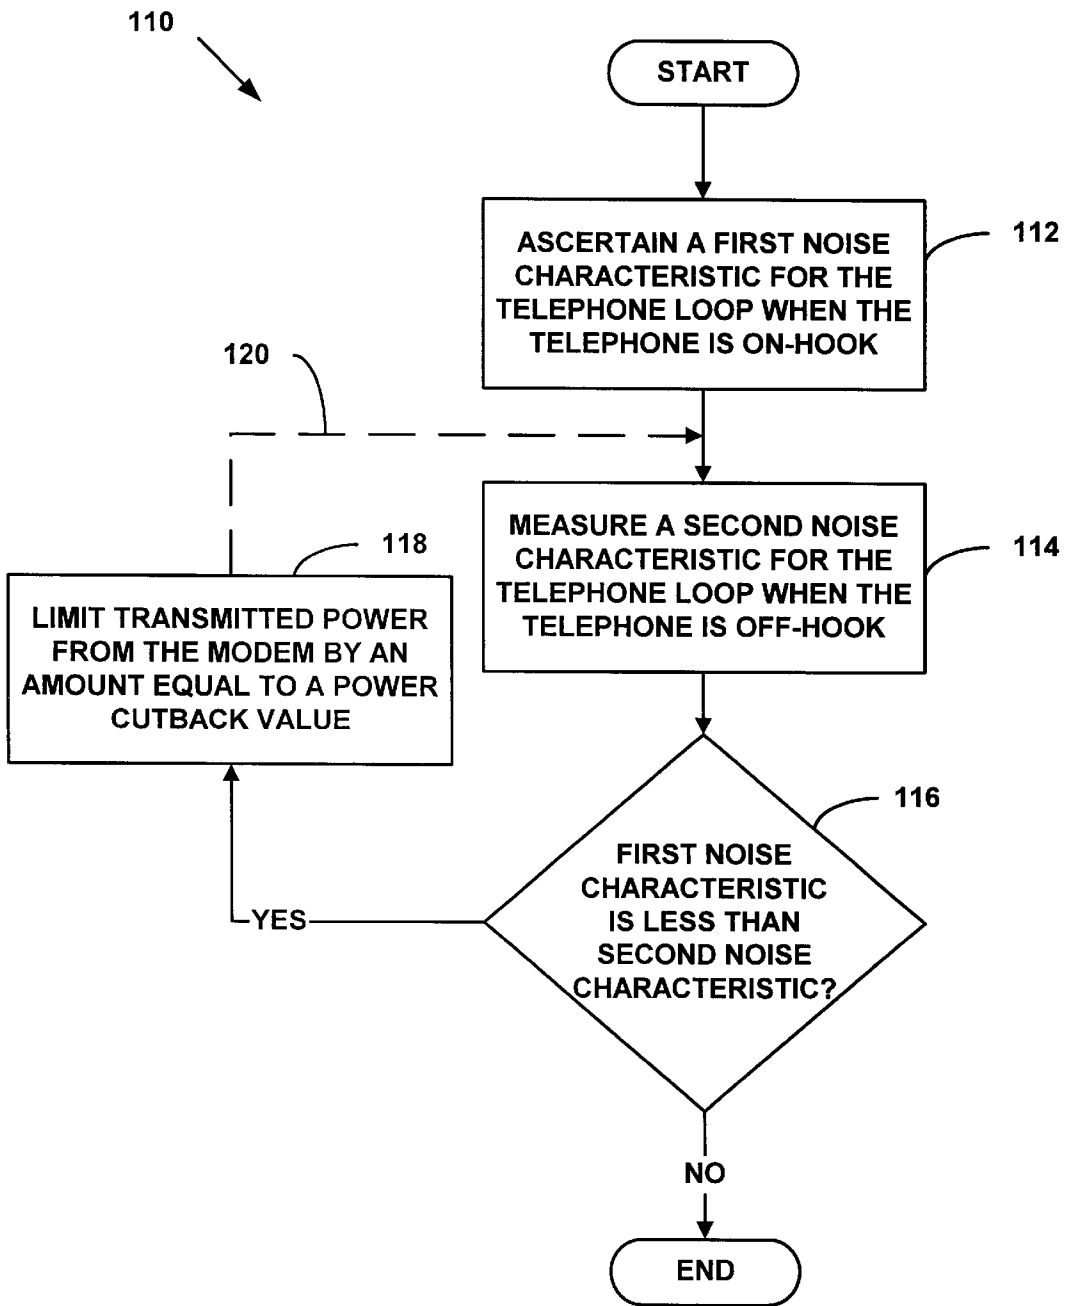 110
START
ASCERTAIN A FIRST NOISE
CHARACTERISTIC FOR THE
TELEPHONE LOOP WHEN THE
TELEPHONE IS ON-HOOK
112
120
MEASURE A SECOND NOISE
CHARACTERISTIC FOR THE
TELEPHONE LOOP WHEN THE
TELEPHONE IS OFF-HOOK
114
118
LIMIT TRANSMITTED POWER
FROM THE MODEM BY AN
AMOUNT EQUAL TO A POWER
CUTBACK VALUE
116
FIRST NOISE
CHARACTERISTIC
IS LESS THAN
SECOND NOISE
CHARACTERISTIC?
YES
NO
END